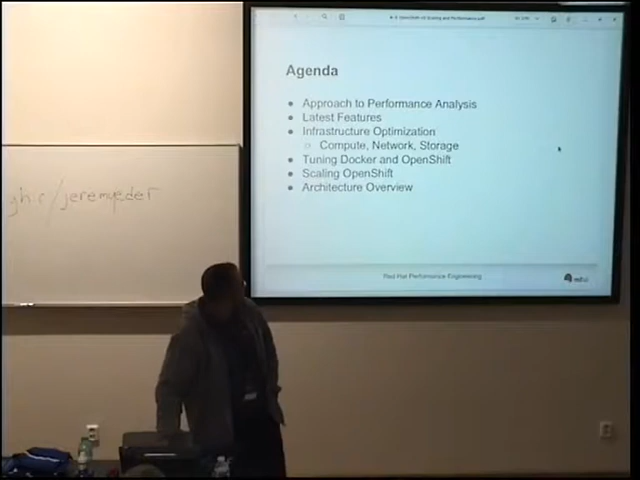 Agenda
● Approach to Performance Analysis
● Latest Features
● Infrastructure Optimization
○ Compute, Network, Storage
● Tuning Docker and OpenShift
● Scaling OpenShift
● Architecture Overview
Red Hat Performance Engineering
gh.c/jeremyeder